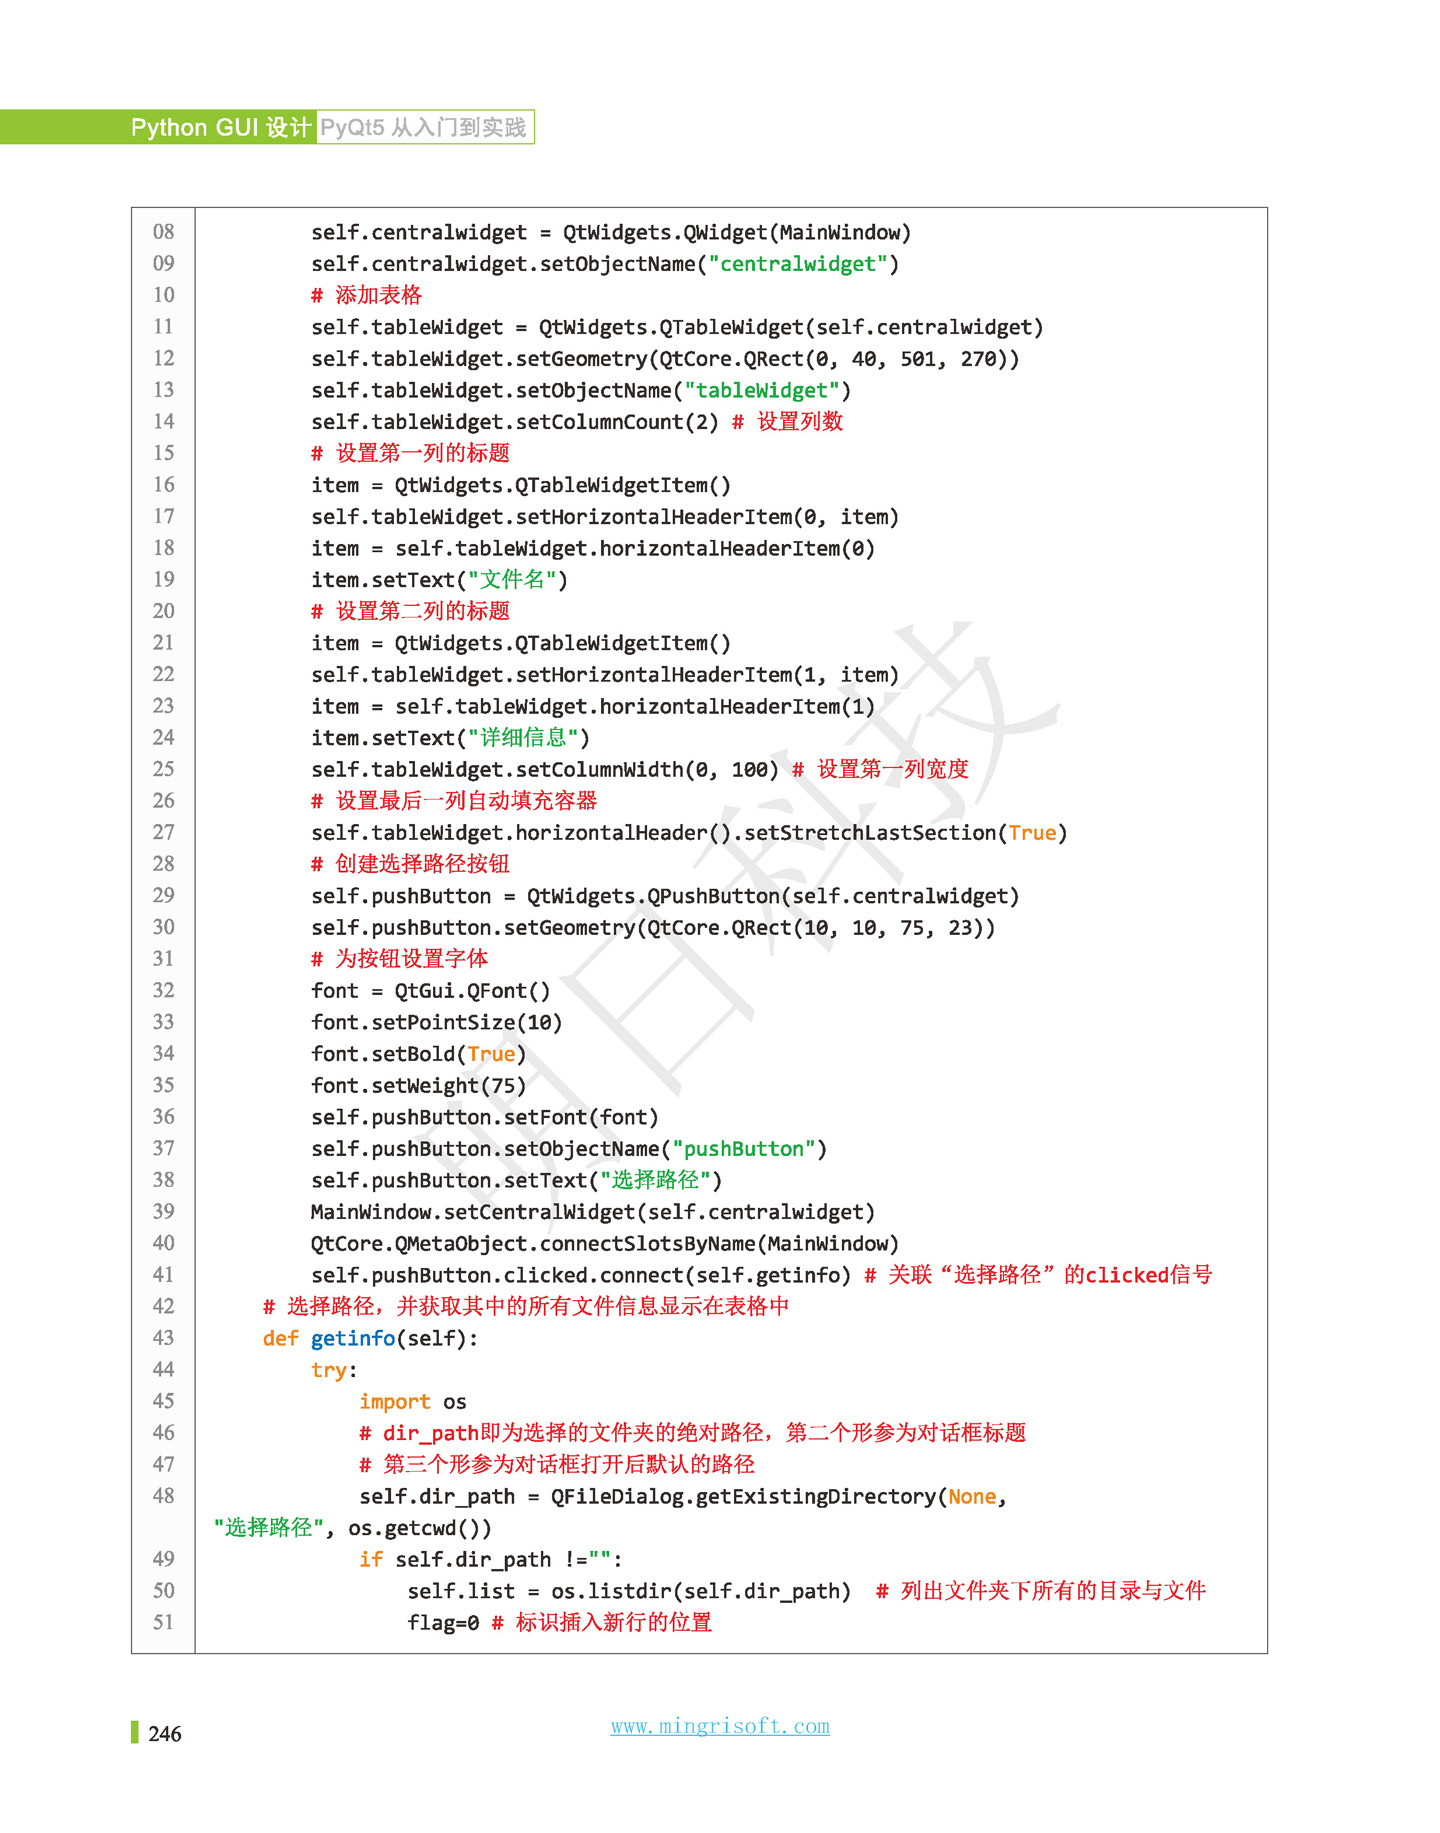 Python GUI 设计 PyQt5 从入门到实践
08 self.centralwidget = QtWidgets.QWidget(MainWindow)
09 self.centralwidget.setObjectName("centralwidget")
10 # 添加表格
11 self.tableWidget = QtWidgets.QTableWidget(self.centralwidget)
12 self.tableWidget.setGeometry(QtCore.QRect(0, 40, 501, 270))
13 self.tableWidget.setObjectName("tableWidget")
14 self.tableWidget.setColumnCount(2) # 设置列数
15 # 设置第一列的标题
16 item = QtWidgets.QTableWidgetItem()
17 self.tableWidget.setHorizontalHeaderItem(0, item)
18 item = self.tableWidget.horizontalHeaderItem(0)
19 item.setText("文件名")
20 # 设置第二列的标题
21 item = QtWidgets.QTableWidgetItem()
22 self.tableWidget.setHorizontalHeaderItem(1, item)
23 item = self.tableWidget.horizontalHeaderItem(1)
24 item.setText("详细信息")
25 self.tableWidget.setColumnWidth(0, 100) # 设置第一列宽度
26 # 设置最后一列自动填充容器
27 self.tableWidget.horizontalHeader().setStretchLastSection(True)
28 # 创建选择路径按钮
29 self.pushButton = QtWidgets.QPushButton(self.centralwidget)
30 self.pushButton.setGeometry(QtCore.QRect(10, 10, 75, 23))
31 # 为按钮设置字体
32 font = QtGui.QFont()
33 font.setPointSize(10)
34 font.setBold(True)
35 font.setWeight(75)
36 self.pushButton.setFont(font)
37 self.pushButton.setObjectName("pushButton")
38 self.pushButton.setText("选择路径")
39 MainWindow.setCentralWidget(self.centralwidget)
40 QtCore.QMetaObject.connectSlotsByName(MainWindow)
41 self.pushButton.clicked.connect(self.getinfo) # 关联“选择路径”的clicked信号
42 # 选择路径，并获取其中的所有文件信息显示在表格中
43 def getinfo(self):
44 try:
45 import os
46 # dir_path即为选择的文件夹的绝对路径，第二个形参为对话框标题
47 # 第三个形参为对话框打开后默认的路径
48 self.dir_path = QFileDialog.getExistingDirectory(None,
"选择路径", os.getcwd())
49 if self.dir_path !="":
50 self.list = os.listdir(self.dir_path) # 列出文件夹下所有的目录与文件
51 flag=0 # 标识插入新行的位置
明日科技
246
www.mingrisoft.com